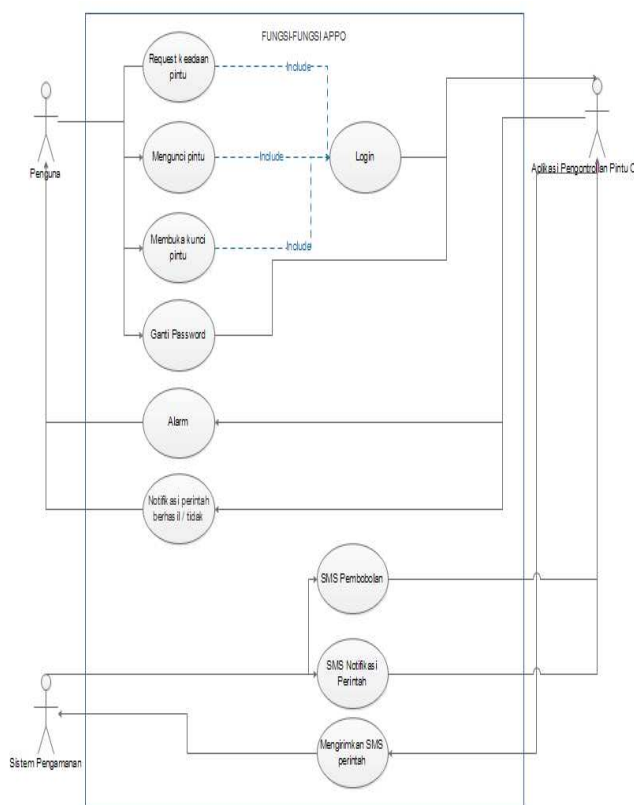 FUNGSI-FUNGSI APPO
Request keadaan
pintu
Include
Penguna
Mengunci pintu
Include
Login
Aplikasi Pengontrollan Pintu O
Membuka kunci
pintu
Include
Ganti Password
Alarm
Notifikasi perintah
berhasil / tidak
SMS Pembobolan
SMS Notifikasi
Perintah
Sistem Pengamanan
Mengirimkan SMS
perintah